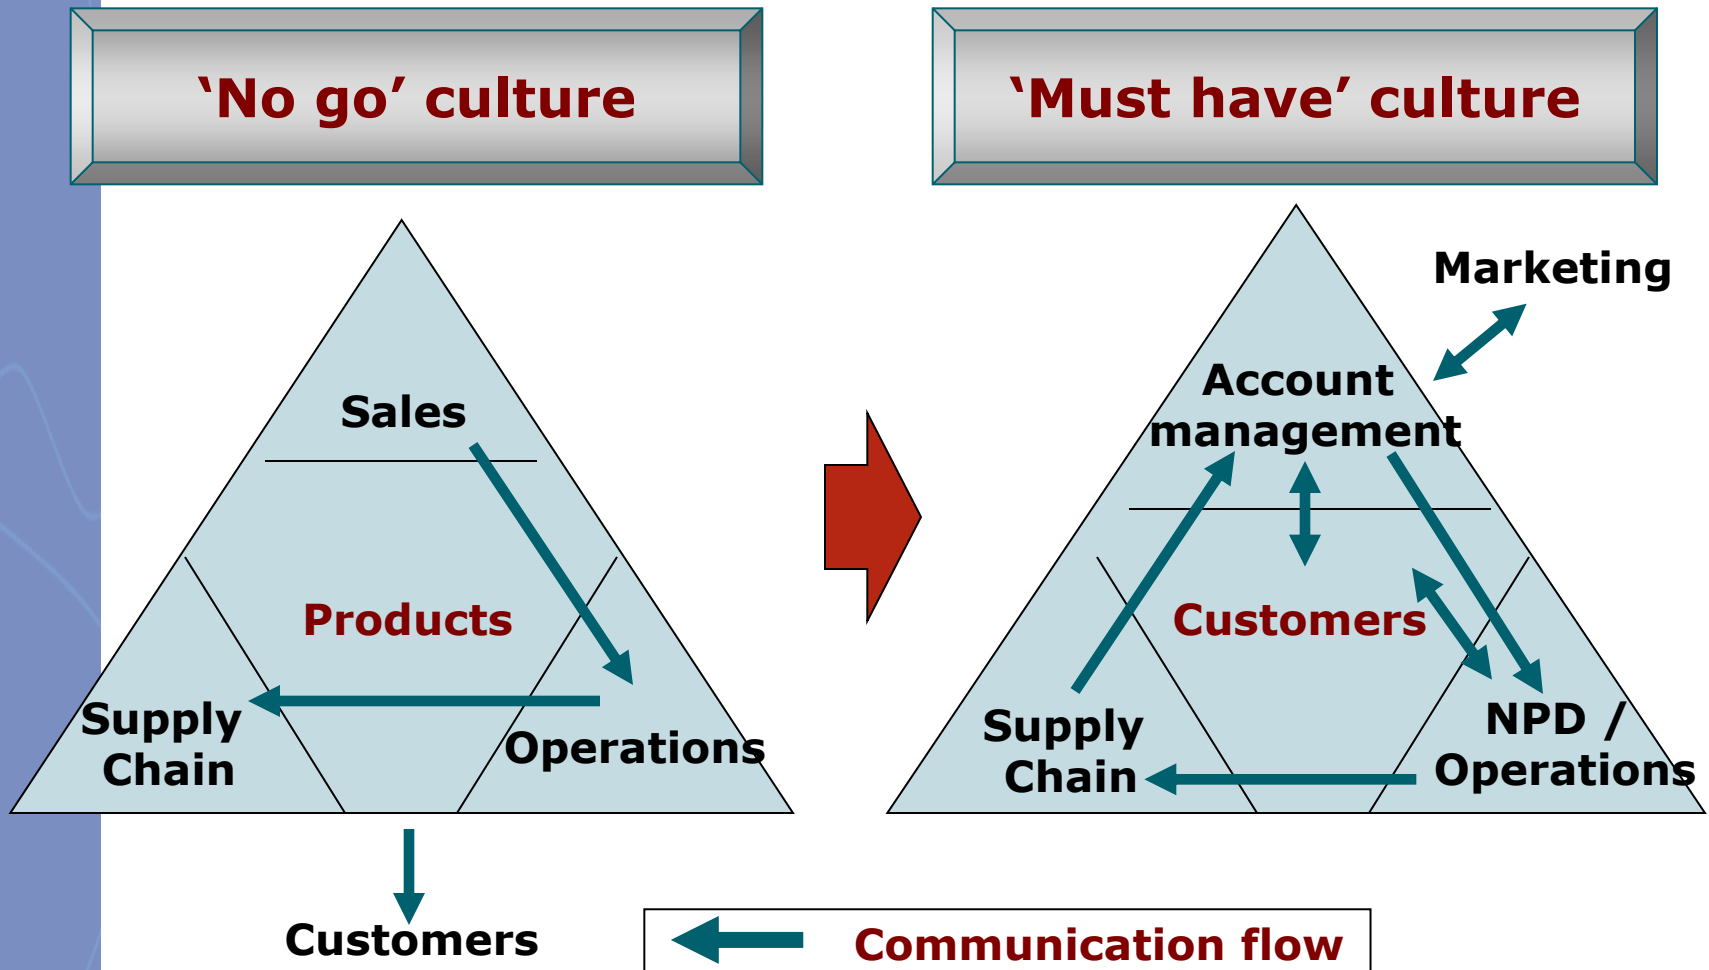 ‘No go’ culture
‘Must have’ culture
Sales
Products
Supply
Chain
Operations
Customers
Marketing
Account
management
Customers
Supply
Chain
NPD /
Operations
Communication flow